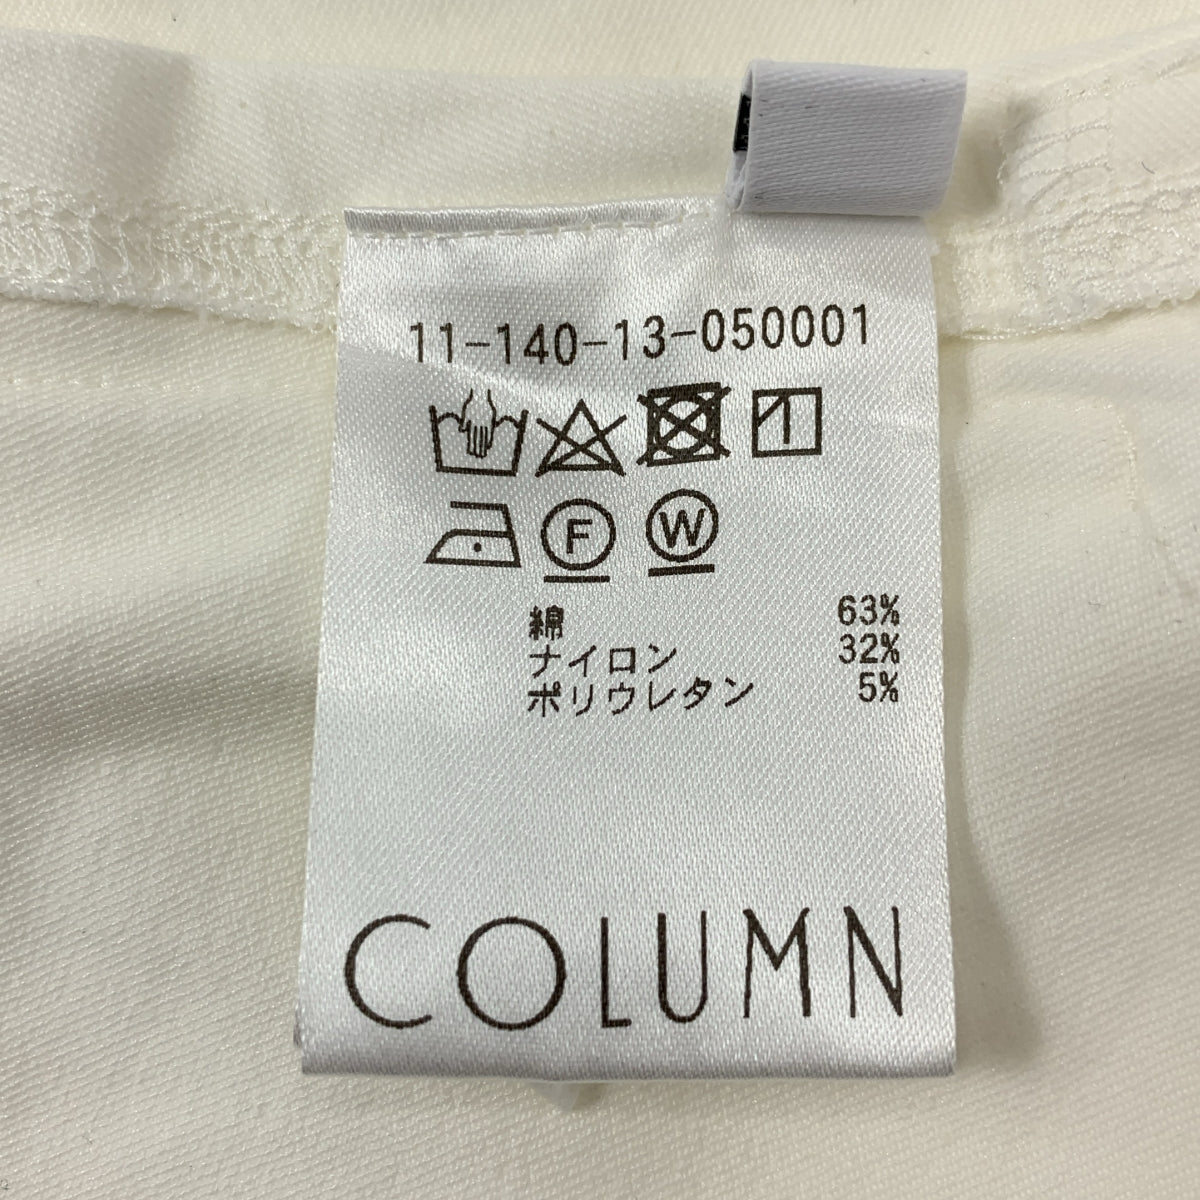 11-140-13-050001
F W
綿 63%
ナイロン 32%
ポリウレタン 5%
COLUMN